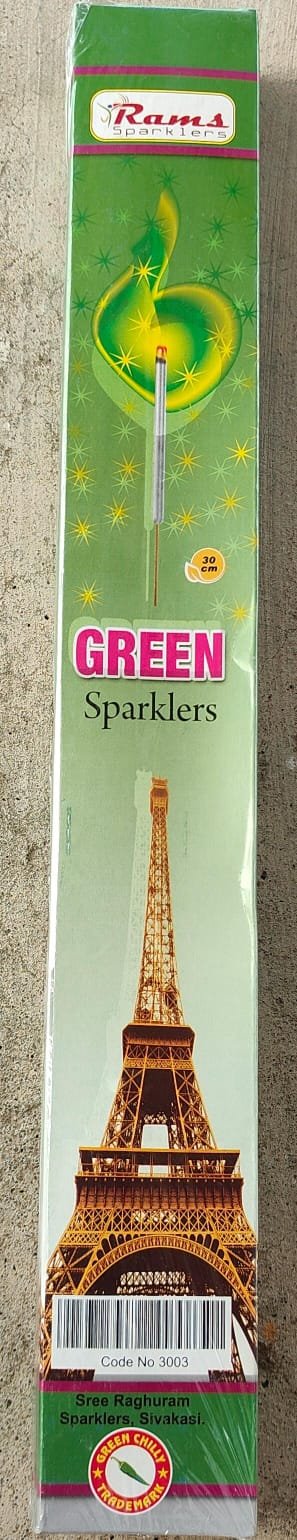 Rams
Sparklers
30
cm
GREEN
Sparklers
Code No 3003
Sree Raghuram
Sparklers, Sivakasi.
GREEN CHILLY
TRADEMARK